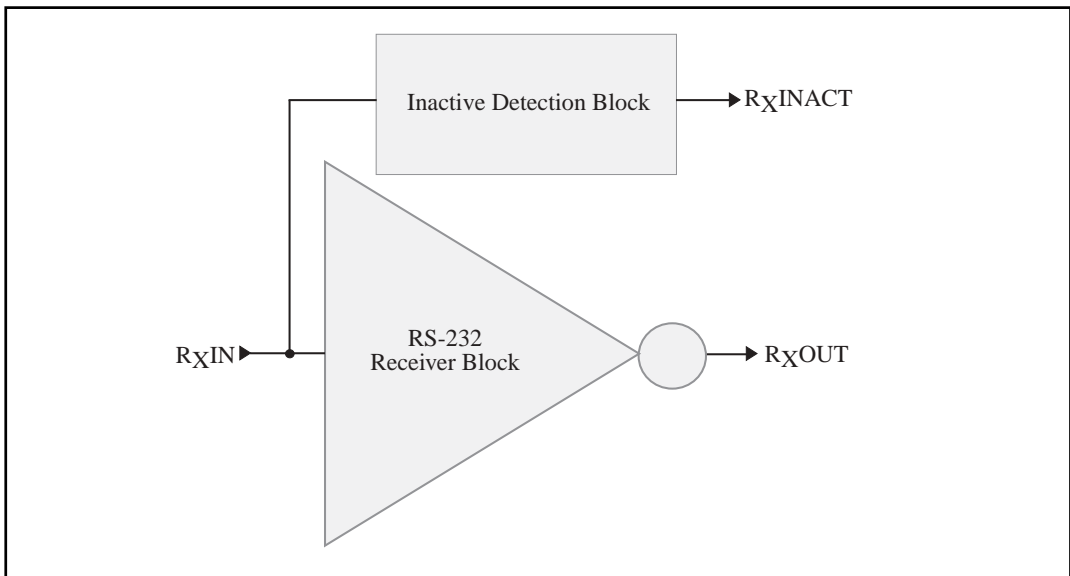 Inactive Detection Block
RXINACT
RS-232
Receiver Block
RXIN
RXOUT